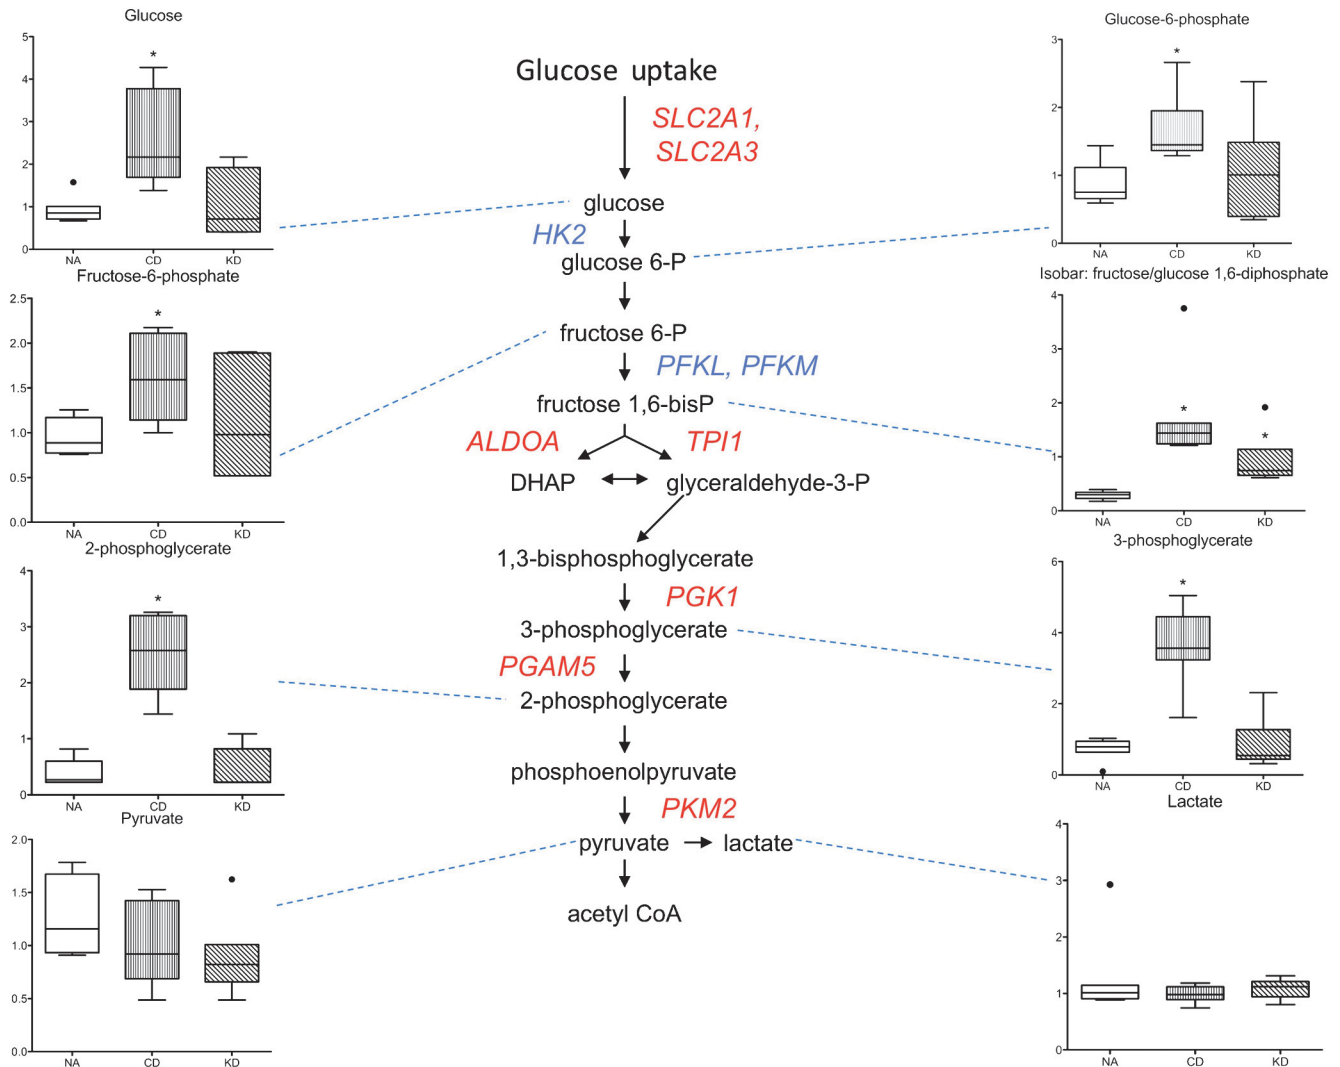 Glucose
5
4
3
2
1
0
*
NA
CD
KD
Fructose-6-phosphate
2.5
2.0
1.5
1.0
0.5
0.0
*
NA
CD
KD
2-phosphoglycerate
4
3
2
1
0
*
NA
CD
KD
Pyruvate
2.0
1.5
1.0
0.5
0.0
NA
CD
KD
Glucose uptake
SLC2A1,
SLC2A3
glucose
HK2
glucose 6-P
fructose 6-P
PFKL, PFKM
fructose 1,6-bisP
ALDOA
TPI1
DHAP
glyceraldehyde-3-P
1,3-bisphosphoglycerate
PGK1
3-phosphoglycerate
PGAM5
2-phosphoglycerate
phosphoenolpyruvate
PKM2
pyruvate
lactate
acetyl CoA
Glucose-6-phosphate
3
2
1
0
*
NA
CD
KD
Isobar: fructose/glucose 1,6-diphosphate
4
3
2
1
0
*
*
NA
CD
KD
3-phosphoglycerate
6
4
2
0
*
NA
CD
KD
Lactate
4
3
2
1
0
NA
CD
KD